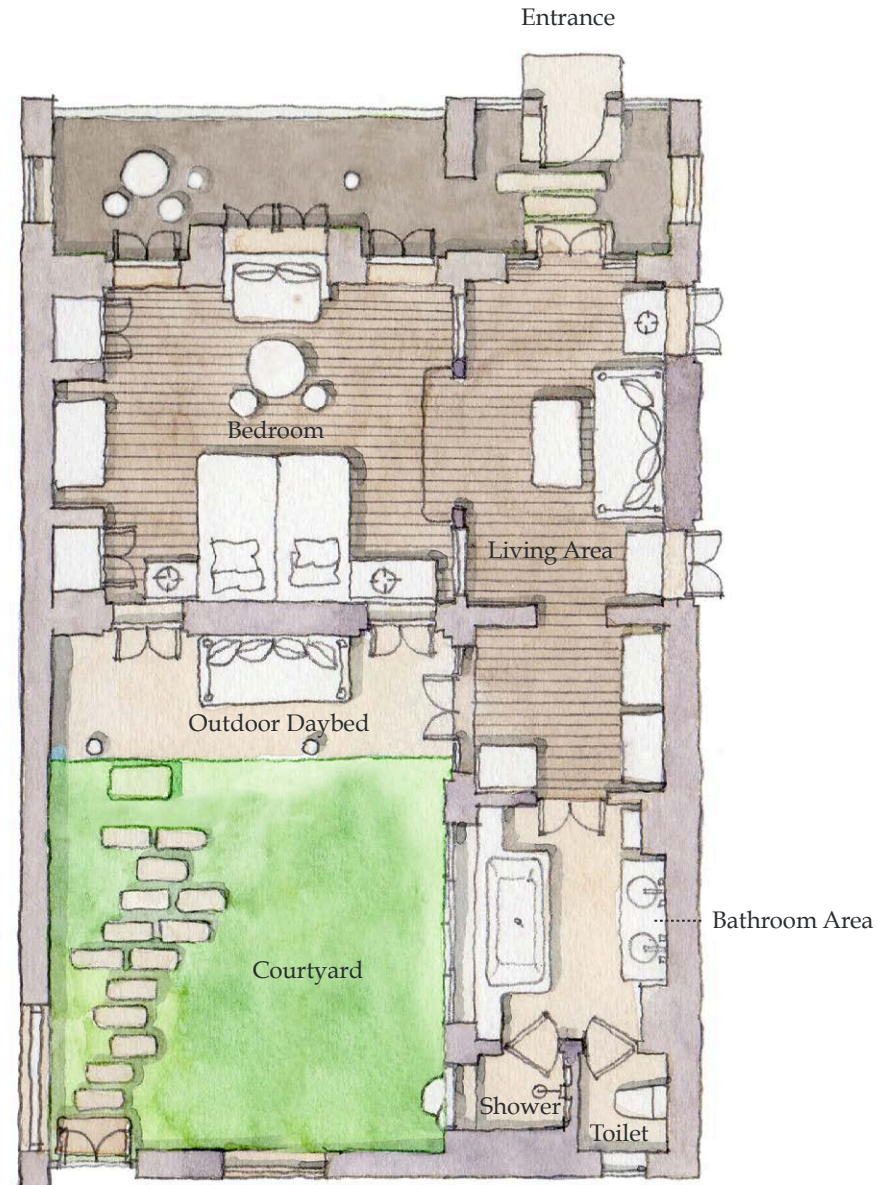 Entrance
Bedroom
Living Area
Outdoor Daybed
Bathroom Area
Courtyard
Shower
Toilet